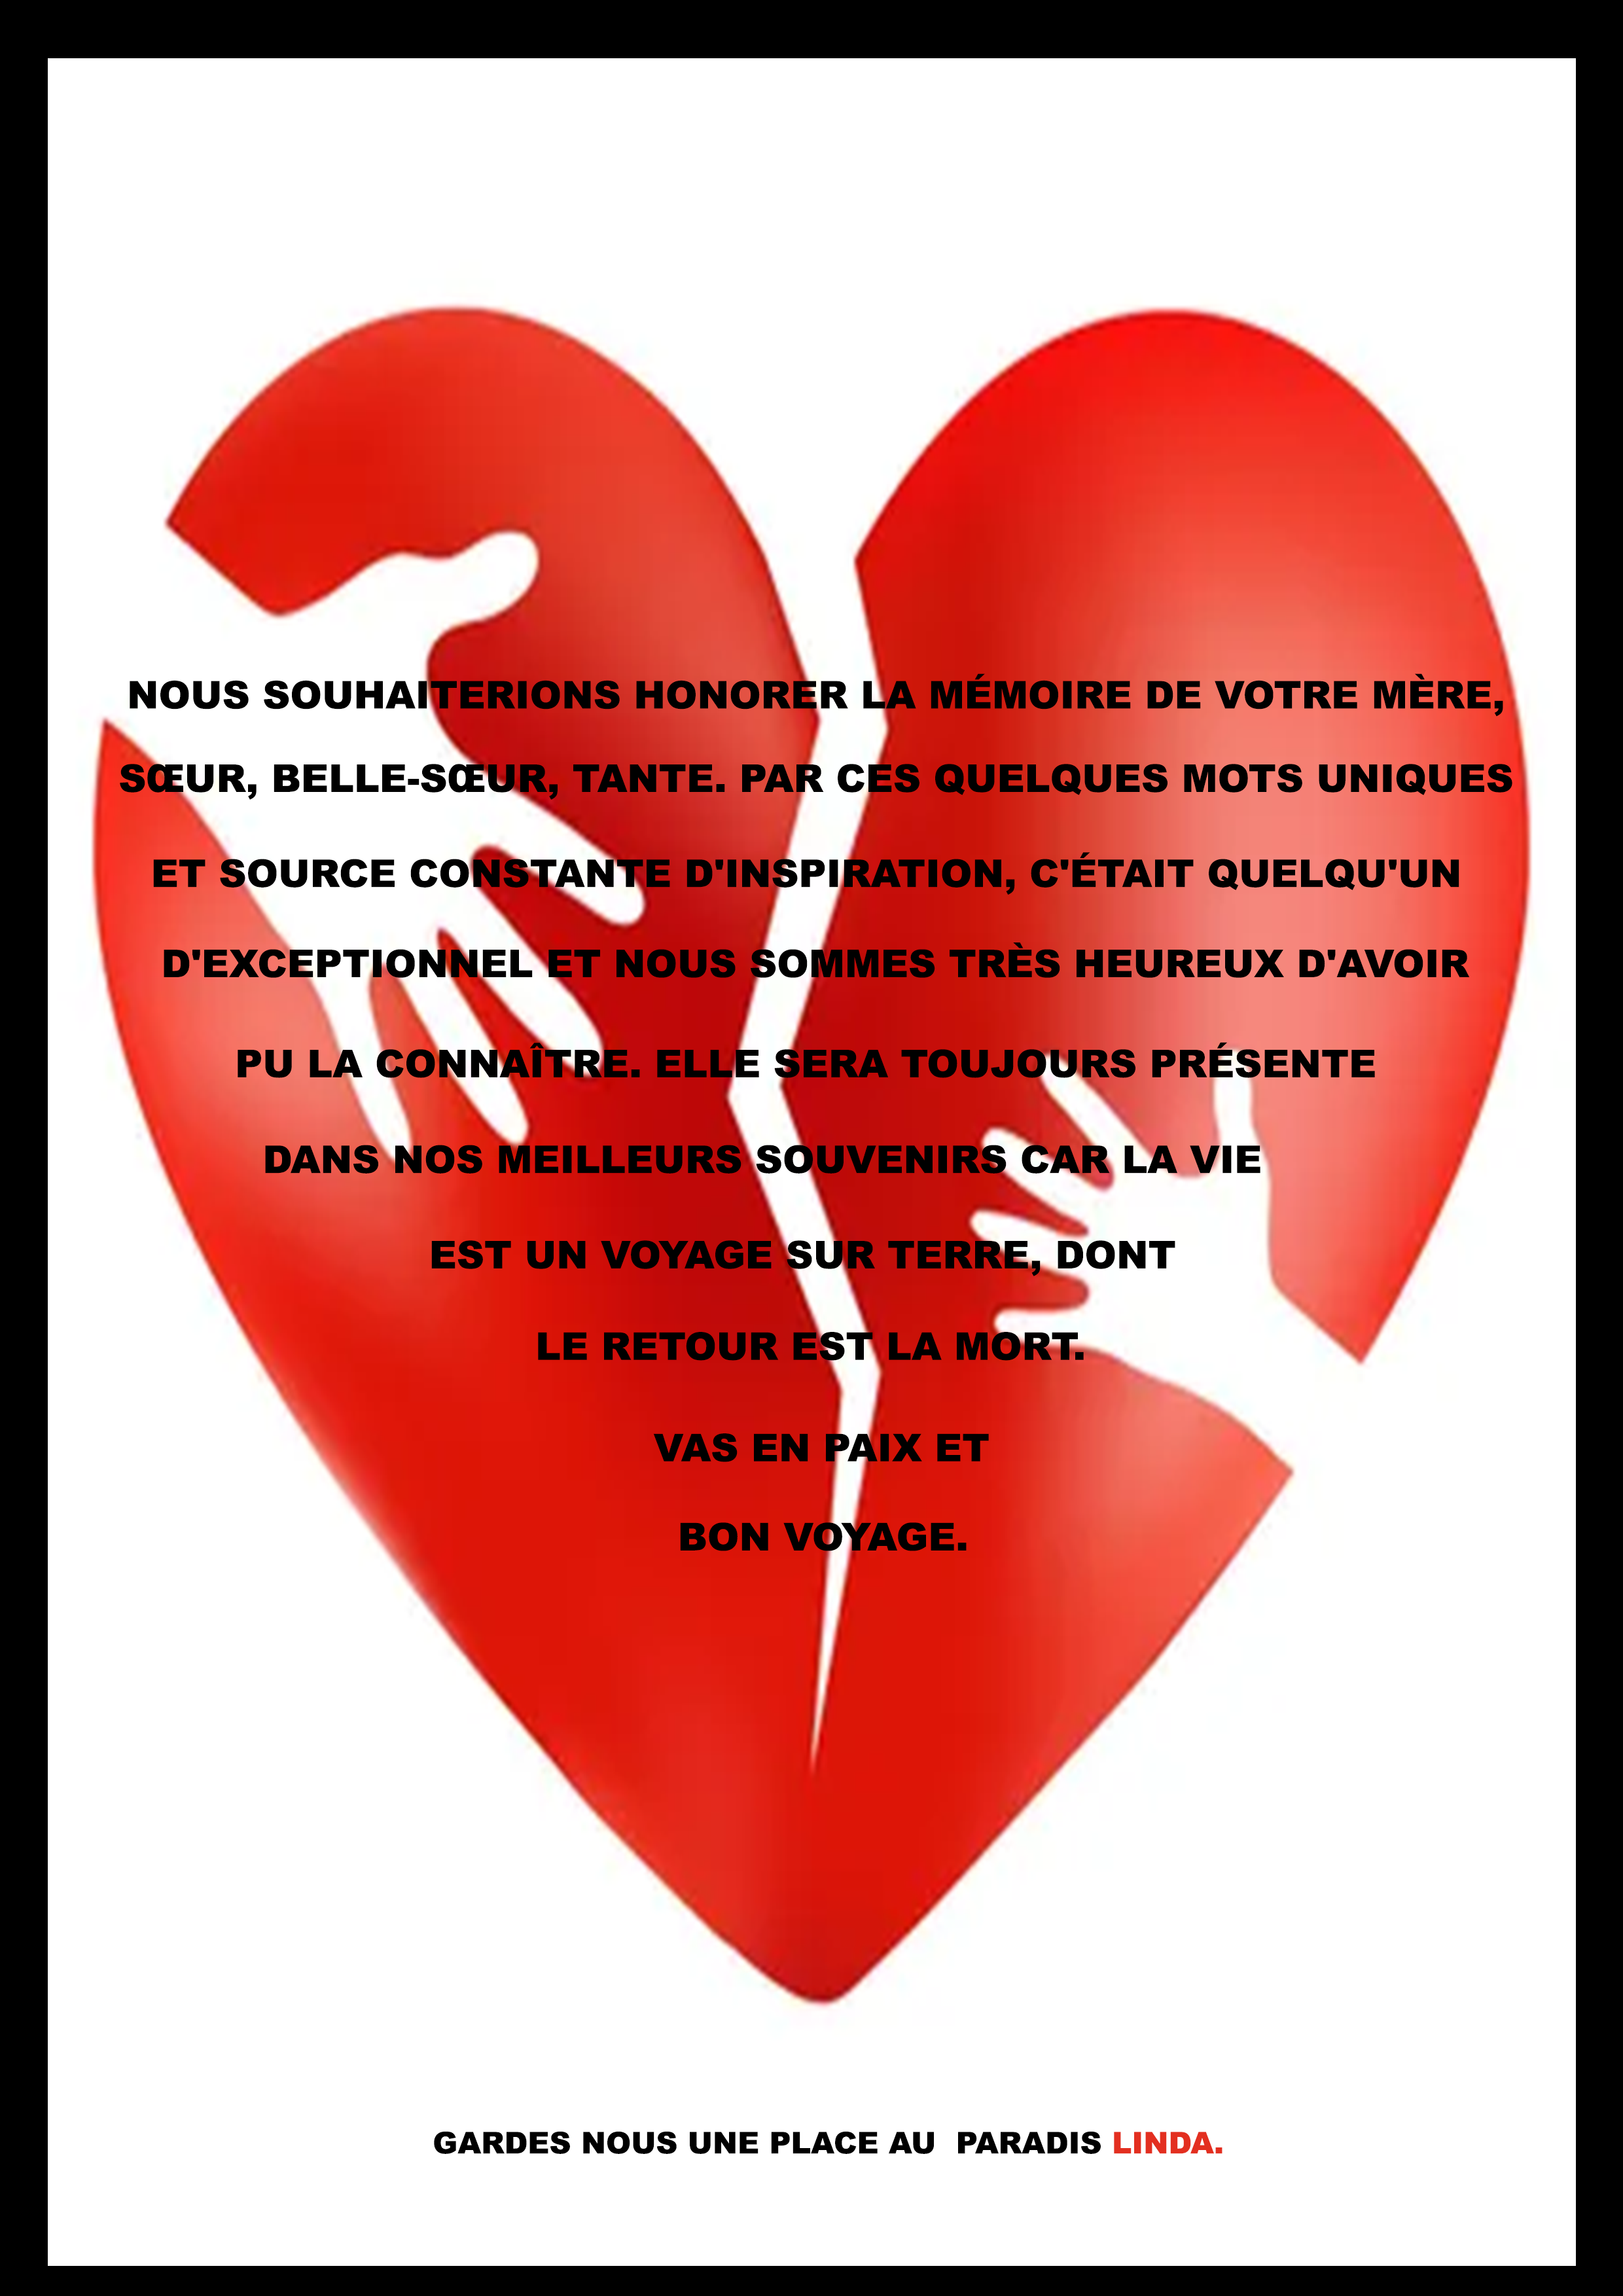 NOUS SOUHAITERIONS HONORER LA MÉMOIRE DE VOTRE MÈRE,
SŒUR, BELLE-SŒUR, TANTE. PAR CES QUELQUES MOTS UNIQUES
ET SOURCE CONSTANTE D'INSPIRATION, C'ÉTAIT QUELQU'UN
D'EXCEPTIONNEL ET NOUS SOMMES TRÈS HEUREUX D'AVOIR
PU LA CONNAÎTRE. ELLE SERA TOUJOURS PRÉSENTE
DANS NOS MEILLEURS SOUVENIRS CAR LA VIE
EST UN VOYAGE SUR TERRE, DONT
LE RETOUR EST LA MORT.
VAS EN PAIX ET
BON VOYAGE.
GARDES NOUS UNE PLACE AU  PARADIS LINDA.